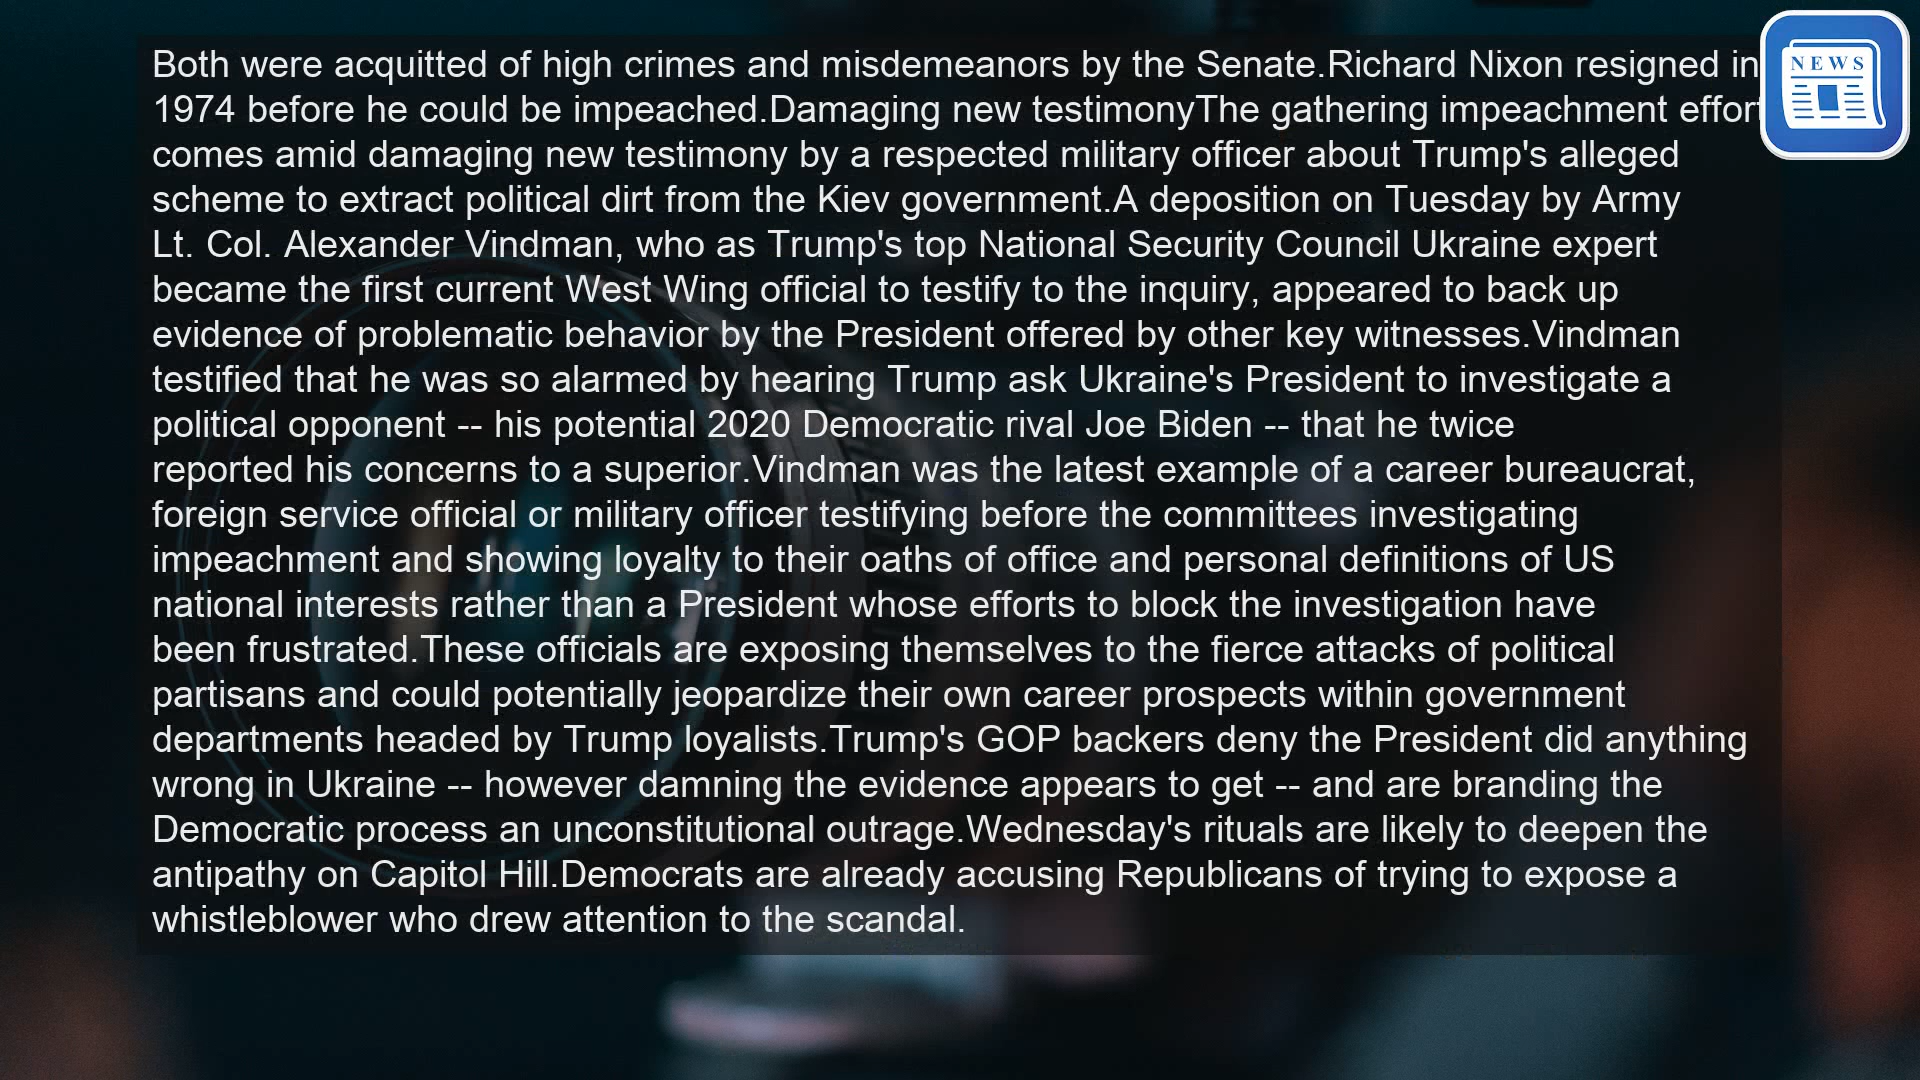 Both were acquitted of high crimes and misdemeanors by the Senate.Richard Nixon resigned in
1974 before he could be impeached.Damaging new testimonyThe gathering impeachment effort
comes amid damaging new testimony by a respected military officer about Trump's alleged
scheme to extract political dirt from the Kiev government.A deposition on Tuesday by Army
Lt. Col. Alexander Vindman, who as Trump's top National Security Council Ukraine expert
became the first current West Wing official to testify to the inquiry, appeared to back up
evidence of problematic behavior by the President offered by other key witnesses.Vindman
testified that he was so alarmed by hearing Trump ask Ukraine's President to investigate a
political opponent -- his potential 2020 Democratic rival Joe Biden -- that he twice
reported his concerns to a superior.Vindman was the latest example of a career bureaucrat,
foreign service official or military officer testifying before the committees investigating
impeachment and showing loyalty to their oaths of office and personal definitions of US
national interests rather than a President whose efforts to block the investigation have
been frustrated.These officials are exposing themselves to the fierce attacks of political
partisans and could potentially jeopardize their own career prospects within government
departments headed by Trump loyalists.Trump's GOP backers deny the President did anything
wrong in Ukraine -- however damning the evidence appears to get -- and are branding the
Democratic process an unconstitutional outrage.Wednesday's rituals are likely to deepen the
antipathy on Capitol Hill.Democrats are already accusing Republicans of trying to expose a
whistleblower who drew attention to the scandal.
NEWS